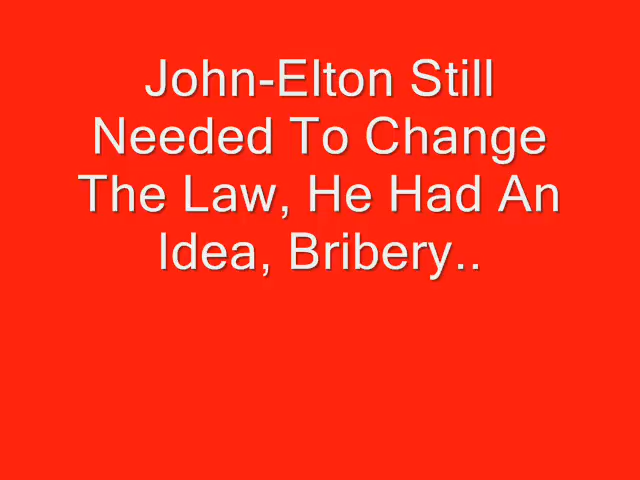 John-Elton Still
Needed To Change
The Law, He Had An
Idea, Bribery..